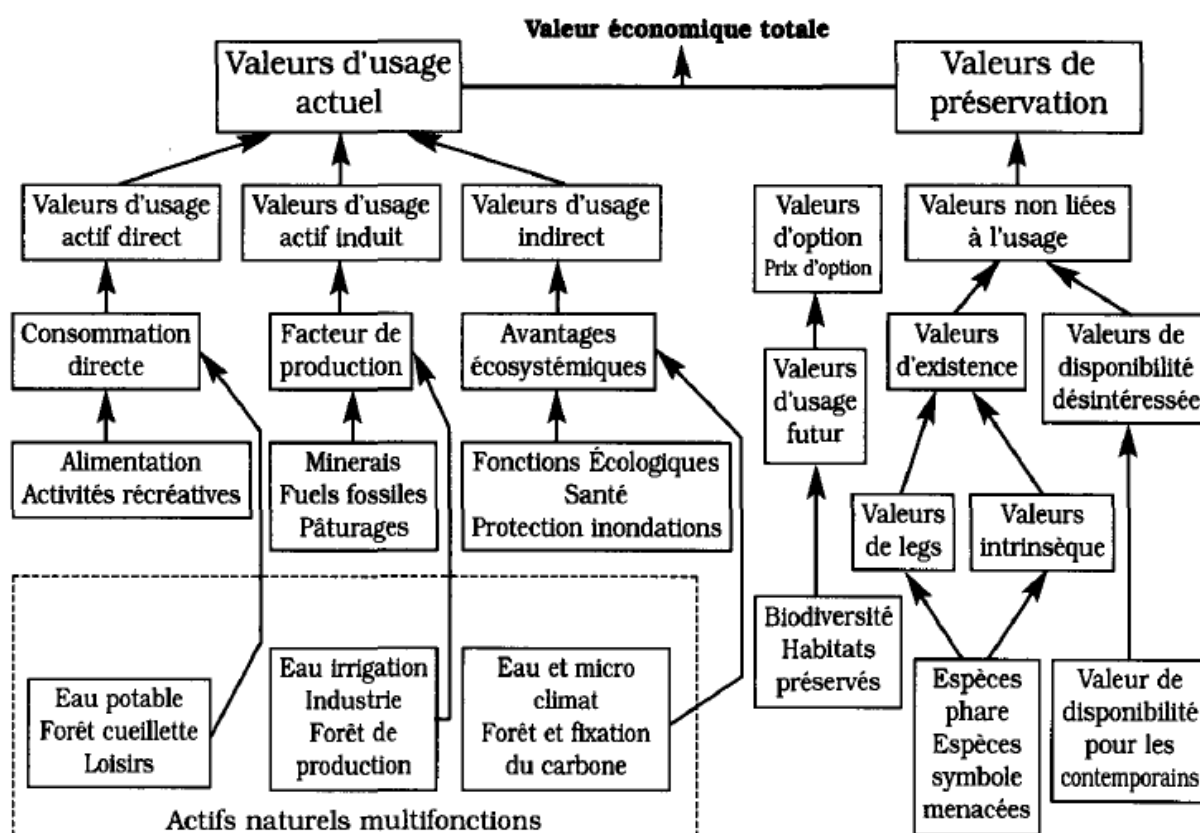 Valeur économique totale
Valeurs d'usage
actuel
Valeurs de
préservation
Valeurs d'usage
actif direct
Valeurs d'usage
actif induit
Valeurs d'usage
indirect
Valeurs
d'option
Prix d'option
Valeurs non liées
à l'usage
Consommation
directe
Facteur de
production
Avantages
écosystémiques
Valeurs
d'usage
futur
Valeurs
d'existence
Valeurs de
disponibilité
désintéressée
Alimentation
Activités récréatives
Minerais
Fuels fossiles
Pâturages
Fonctions Écologiques
Santé
Protection inondations
Valeurs
de legs
Valeurs
intrinsèque
Eau potable
Forêt cueillette
Loisirs
Eau irrigation
Industrie
Forêt de
production
Eau et micro
climat
Forêt et fixation
du carbone
Biodiversité
Habitats
préservés
Espèces
phare
Espèces
symbole
menacées
Valeur de
disponibilité
pour les
contemporains
Actifs naturels multifonctions